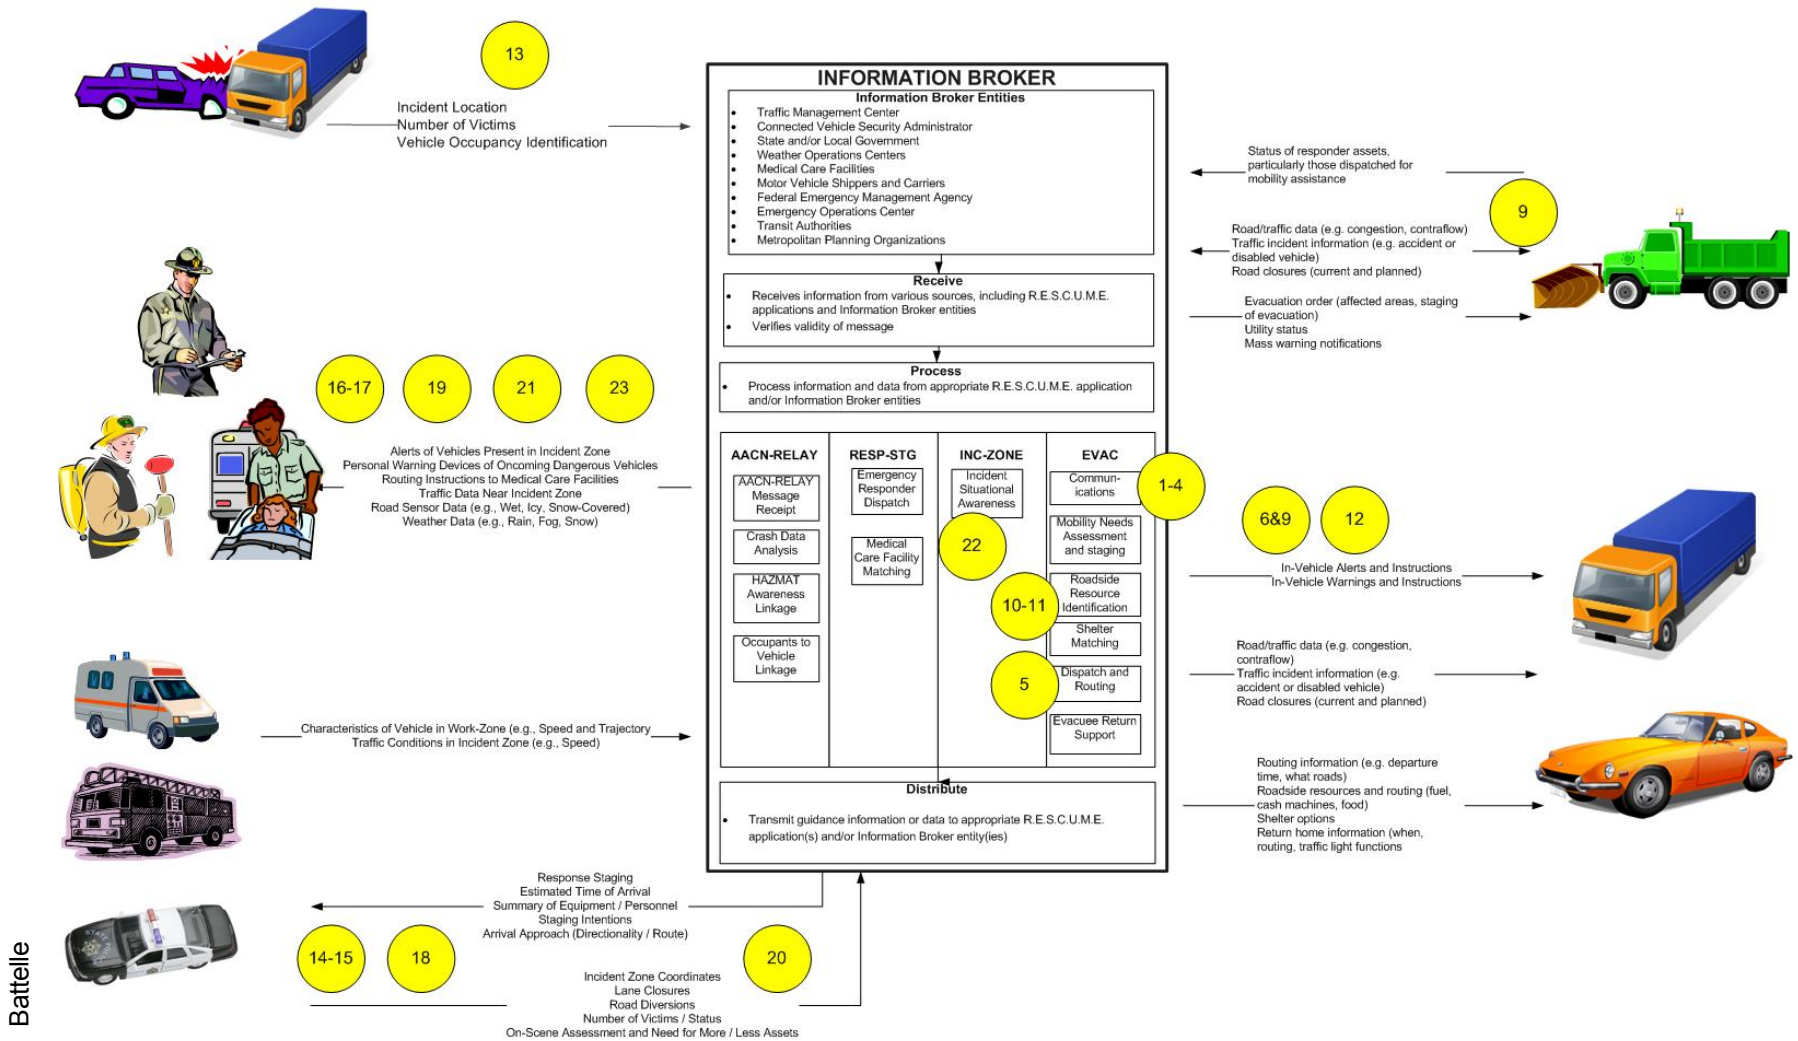 13
Incident Location
Number of Victims
Vehicle Occupancy Identification
INFORMATION BROKER
Information Broker Entities
• Traffic Management Center
• Connected Vehicle Security Administrator
• State and/or Local Government
• Weather Operations Centers
• Medical Care Facilities
• Motor Vehicle Shippers and Carriers
• Federal Emergency Management Agency
• Emergency Operations Center
• Transit Authorities
• Metropolitan Planning Organizations
Receive
• Receives information from various sources, including R.E.S.C.U.M.E.
applications and Information Broker entities
• Verifies validity of message
Process
• Process information and data from appropriate R.E.S.C.U.M.E. application
and/or Information Broker entities
AACN-RELAY
AACN-RELAY
Message
Receipt
Crash Data
Analysis
HAZMAT
Awareness
Linkage
Occupants to
Vehicle
Linkage
RESP-STG
Emergency
Responder
Dispatch
Medical
Care Facility
Matching
INC-ZONE
Incident
Situational
Awareness
22
EVAC
Commun-
ications
1-4
Mobility Needs
Assessment
and staging
10-11
Roadside
Resource
Identification
Shelter
Matching
5
Dispatch and
Routing
Evacuee Return
Support
Distribute
• Transmit guidance information or data to appropriate R.E.S.C.U.M.E.
application(s) and/or Information Broker entity(ies)
16-17
19
21
23
Alerts of Vehicles Present in Incident Zone
Personal Warning Devices of Oncoming Dangerous Vehicles
Routing Instructions to Medical Care Facilities
Traffic Data Near Incident Zone
Road Sensor Data (e.g., Wet, Icy, Snow-Covered)
Weather Data (e.g., Rain, Fog, Snow)
Characteristics of Vehicle in Work-Zone (e.g., Speed and Trajectory
Traffic Conditions in Incident Zone (e.g., Speed)
Response Staging
Estimated Time of Arrival
Summary of Equipment / Personnel
Staging Intentions
Arrival Approach (Directionality / Route)
14-15
18
20
Incident Zone Coordinates
Lane Closures
Road Diversions
Number of Victims / Status
On-Scene Assessment and Need for More / Less Assets
Status of responder assets,
particularly those dispatched for
mobility assistance
9
Road/traffic data (e.g. congestion, contraflow)
Traffic incident information (e.g. accident or
disabled vehicle)
Road closures (current and planned)
Evacuation order (affected areas, staging
of evacuation)
Utility status
Mass warning notifications
6&9
12
In-Vehicle Alerts and Instructions
In-Vehicle Warnings and Instructions
Road/traffic data (e.g. congestion,
contraflow)
Traffic incident information (e.g.
accident or disabled vehicle)
Road closures (current and planned)
Routing information (e.g. departure
time, what roads)
Roadside resources and routing (fuel,
cash machines, food)
Shelter options
Return home information (when,
routing, traffic light functions
Battelle